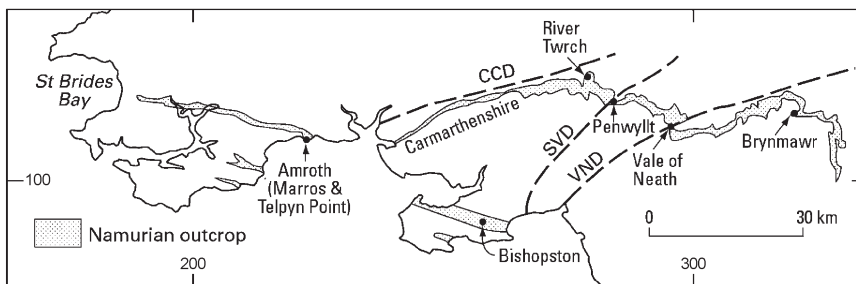 River
Twrch
St Brides
Bay
CCD
Carmarthenshire
SVD
Penwyllt
VND
Vale of
Neath
Brynmawr
Amroth
(Marros &
Telpyn Point)
100
0
30 km
Namurian outcrop
Bishopston
200
300